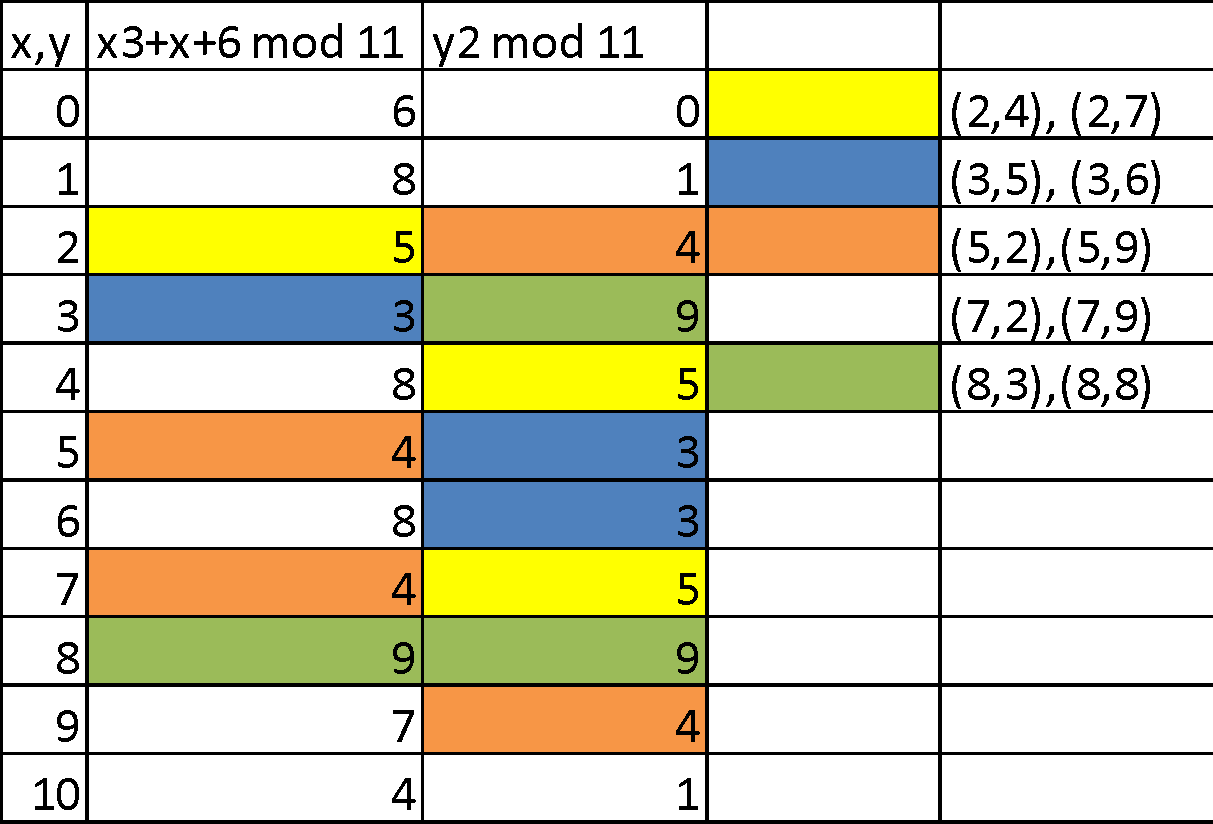 x,y x3+x+6 mod 11 y2 mod 11
0 6 0 (2,4), (2,7)
1 8 1 (3,5), (3,6)
2 5 4 (5,2),(5,9)
3 3 9 (7,2),(7,9)
4 8 5 (8,3),(8,8)
5 4 3
6 8 3
7 4 5
8 9 9
9 7 4
10 4 1